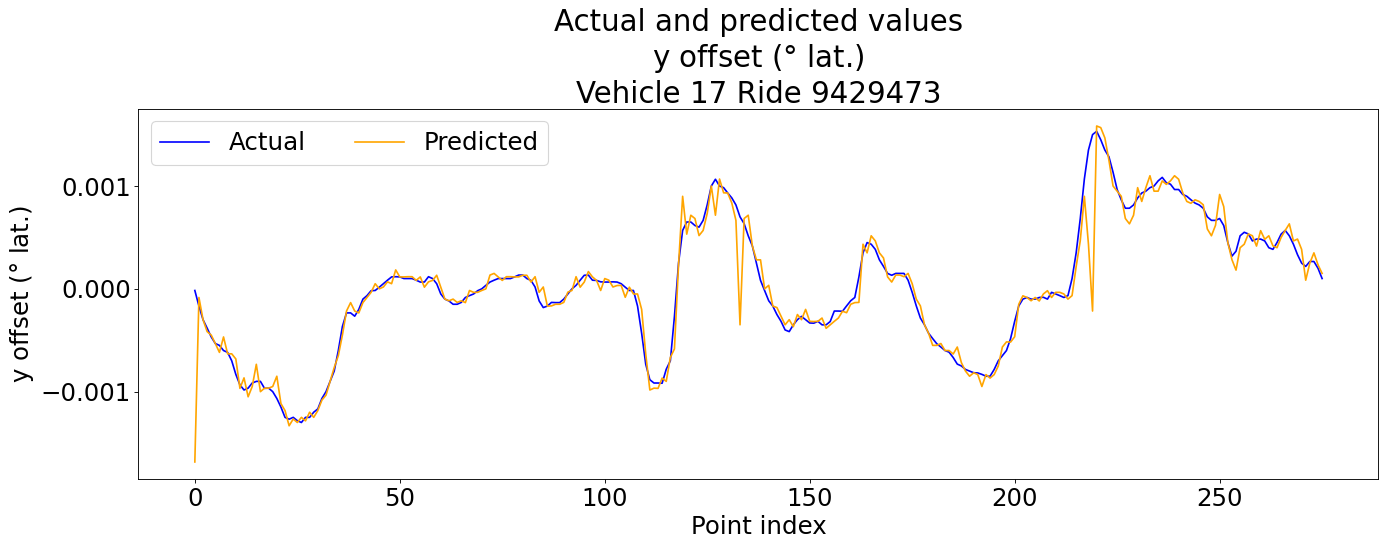 Actual and predicted values
y offset (° lat.)
Vehicle 17 Ride 9429473
Actual
Predicted
y offset (° lat.)
0.001
0.000
−0.001
0
50
100
150
200
250
Point index